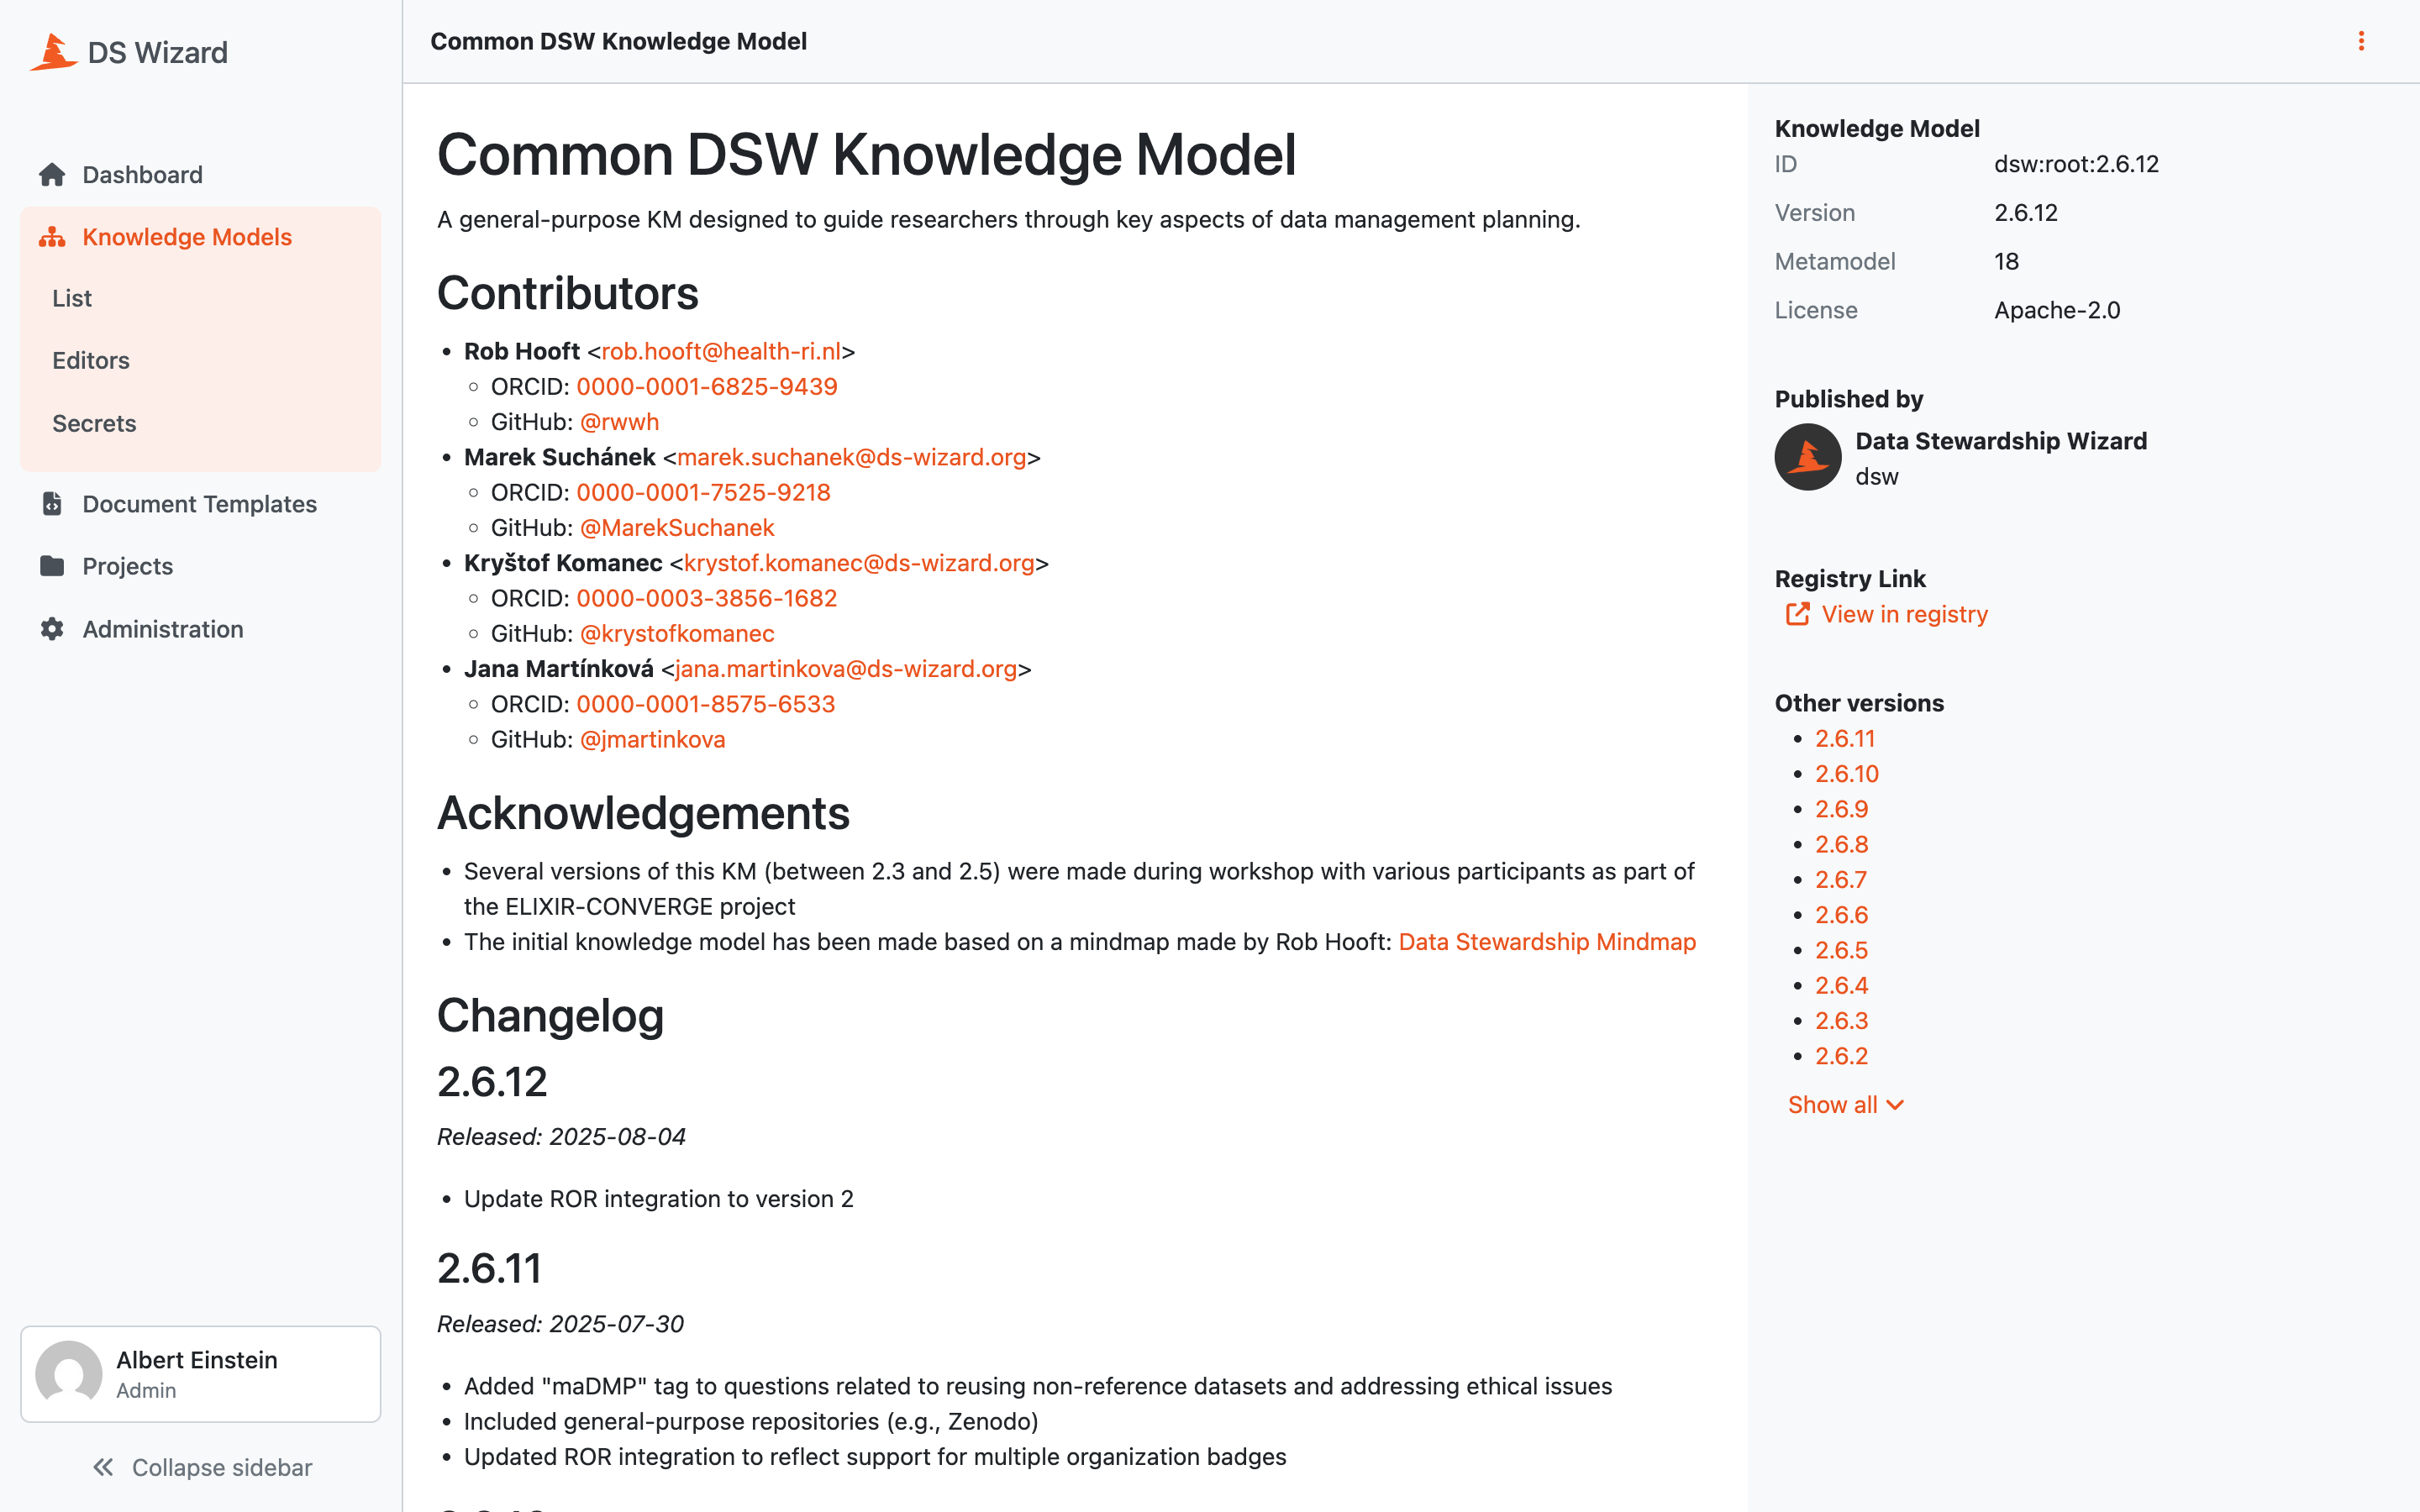 DS Wizard
Dashboard
Knowledge Models
List
Editors
Secrets
Document Templates
Projects
Administration
Albert Einstein
Admin
Collapse sidebar
Common DSW Knowledge Model
Common DSW Knowledge Model
A general-purpose KM designed to guide researchers through key aspects of data management planning.
Contributors
Rob Hooft <rob.hooft@health-ri.nl>
ORCID: 0000-0001-6825-9439
GitHub: @rwwh
Marek Suchánek <marek.suchanek@ds-wizard.org>
ORCID: 0000-0001-7525-9218
GitHub: @MarekSuchanek
Kryštof Komanec <krystof.komanec@ds-wizard.org>
ORCID: 0000-0003-3856-1682
GitHub: @krystofkomanec
Jana Martínková <jana.martinkova@ds-wizard.org>
ORCID: 0000-0001-8575-6533
GitHub: @jmartinkova
Acknowledgements
Several versions of this KM (between 2.3 and 2.5) were made during workshop with various participants as part of
the ELIXIR-CONVERGE project
The initial knowledge model has been made based on a mindmap made by Rob Hooft: Data Stewardship Mindmap
Changelog
2.6.12
Released: 2025-08-04
Update ROR integration to version 2
2.6.11
Released: 2025-07-30
Added "maDMP" tag to questions related to reusing non-reference datasets and addressing ethical issues
Included general-purpose repositories (e.g., Zenodo)
Updated ROR integration to reflect support for multiple organization badges
Knowledge Model
ID dsw:root:2.6.12
Version 2.6.12
Metamodel 18
License Apache-2.0
Published by
Data Stewardship Wizard
dsw
Registry Link
View in registry
Other versions
2.6.11
2.6.10
2.6.9
2.6.8
2.6.7
2.6.6
2.6.5
2.6.4
2.6.3
2.6.2
Show all